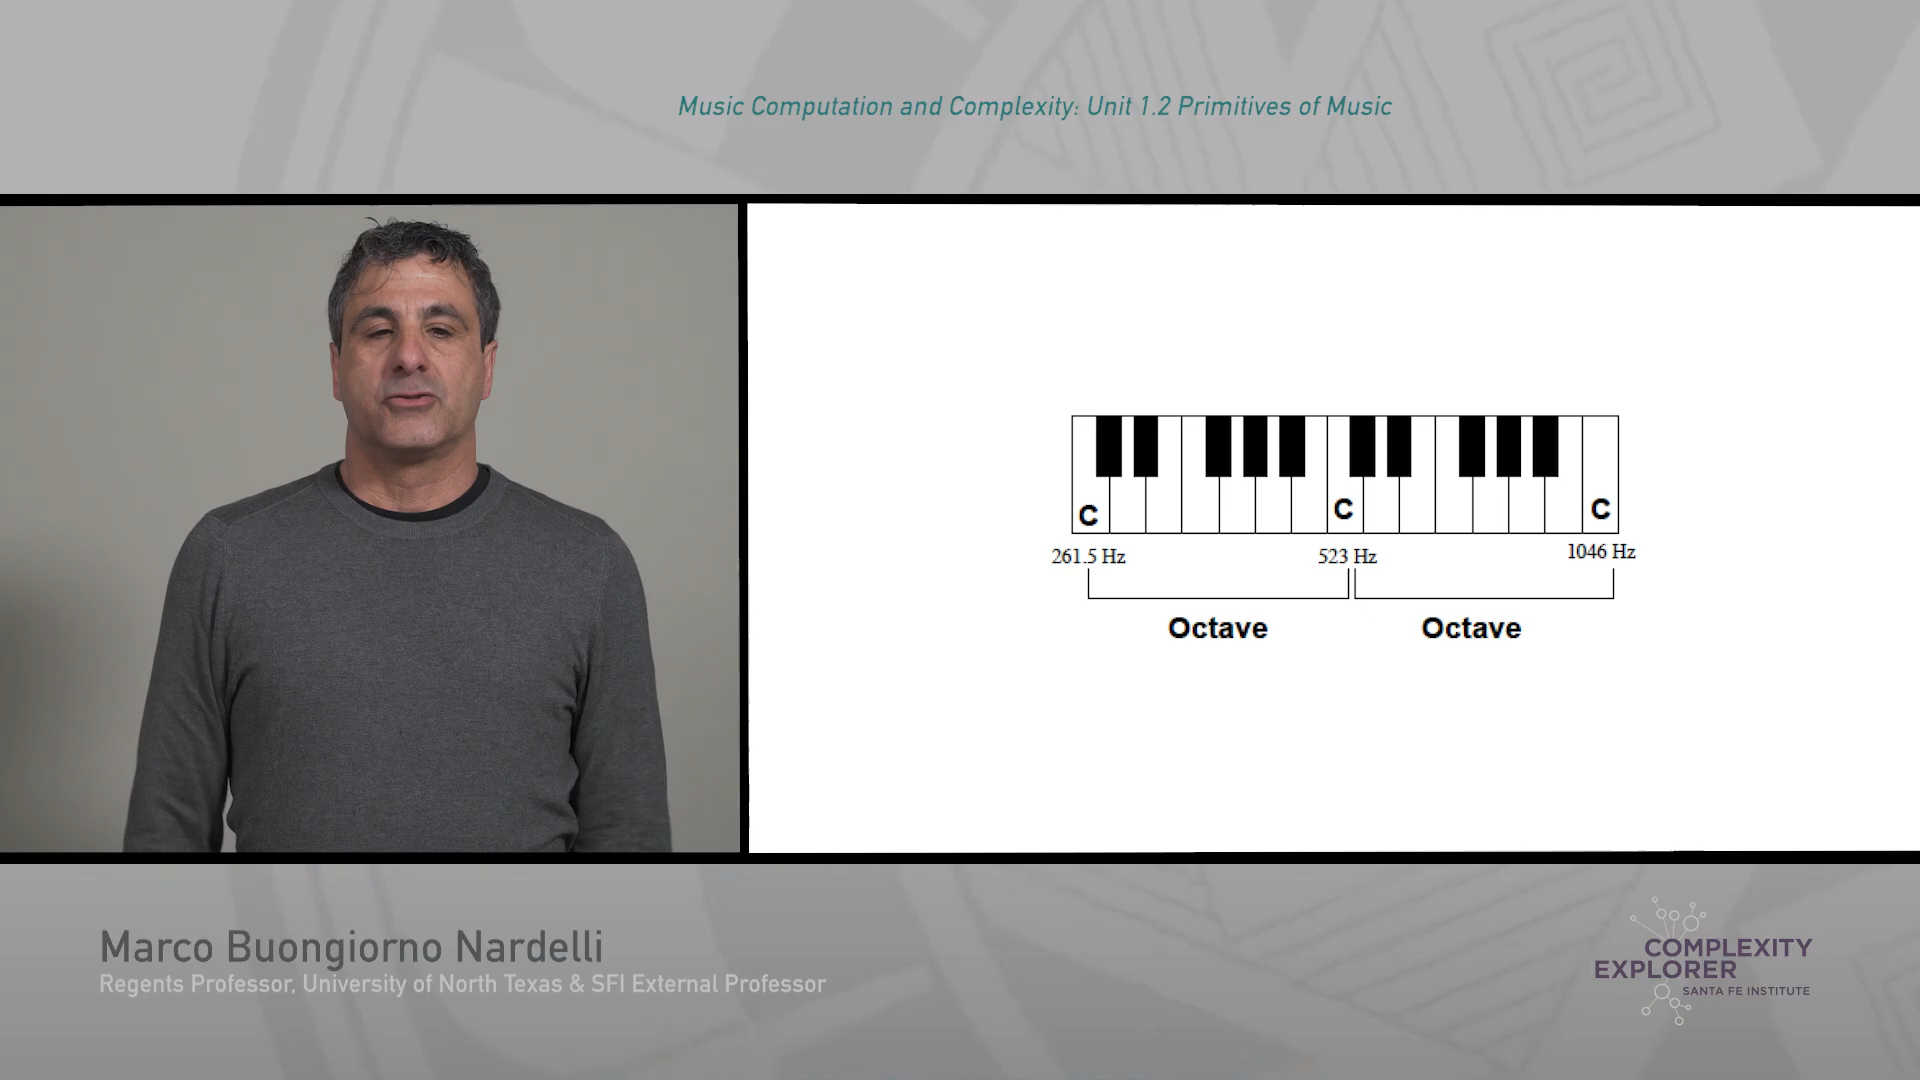 Music Computation and Complexity: Unit 1.2 Primitives of Music
C
C
C
261.5 Hz
523 Hz
1046 Hz
Octave
Octave
Marco Buongiorno Nardelli
Regents Professor, University of North Texas & SFI External Professor
COMPLEXITY
EXPLORER
SANTA FE INSTITUTE